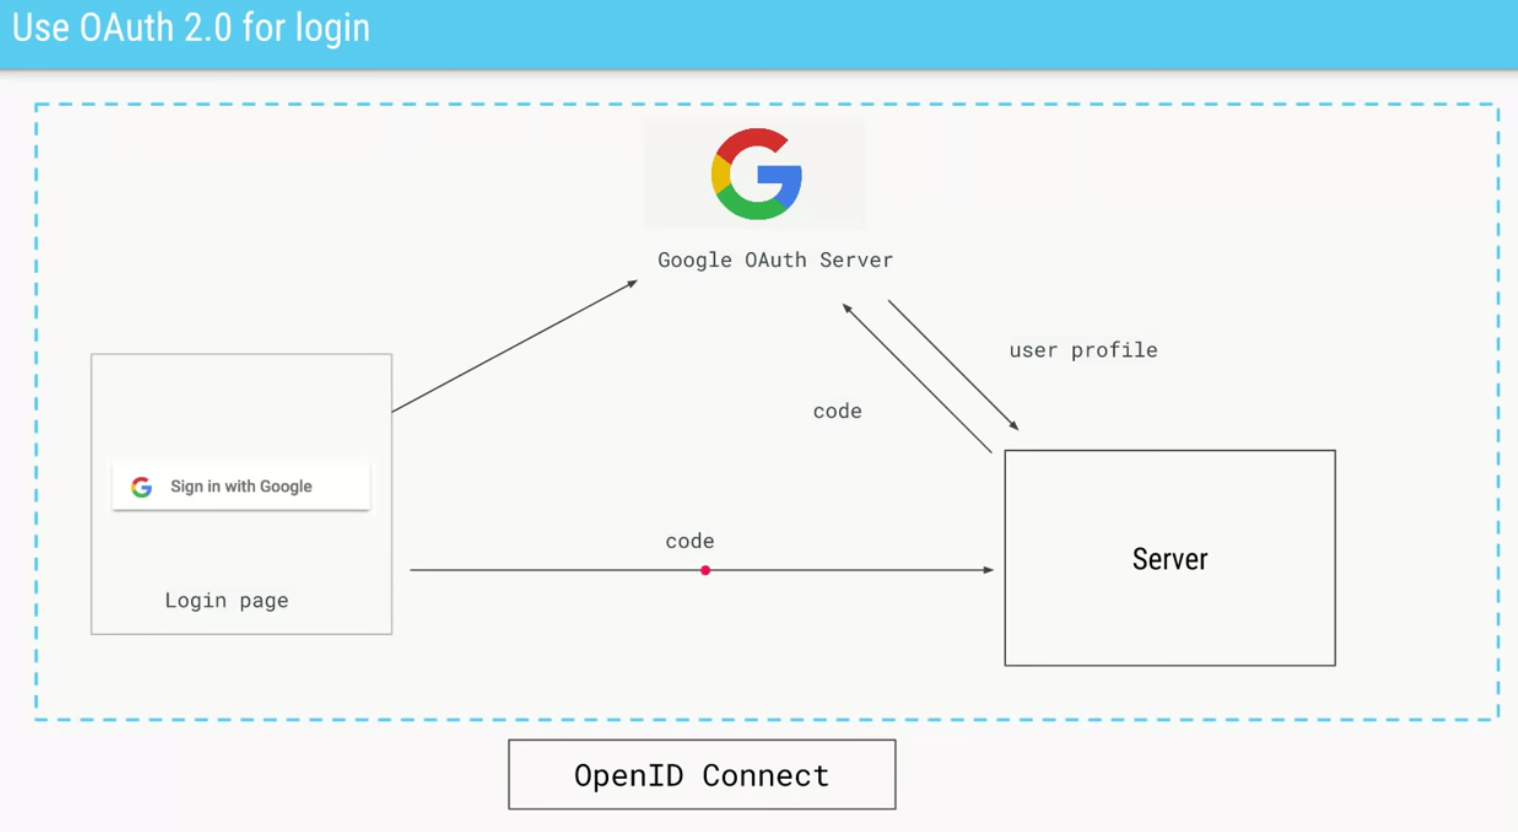 Use OAuth 2.0 for login
Google OAuth Server
user profile
code
Sign in with Google
code
Server
Login page
OpenID Connect